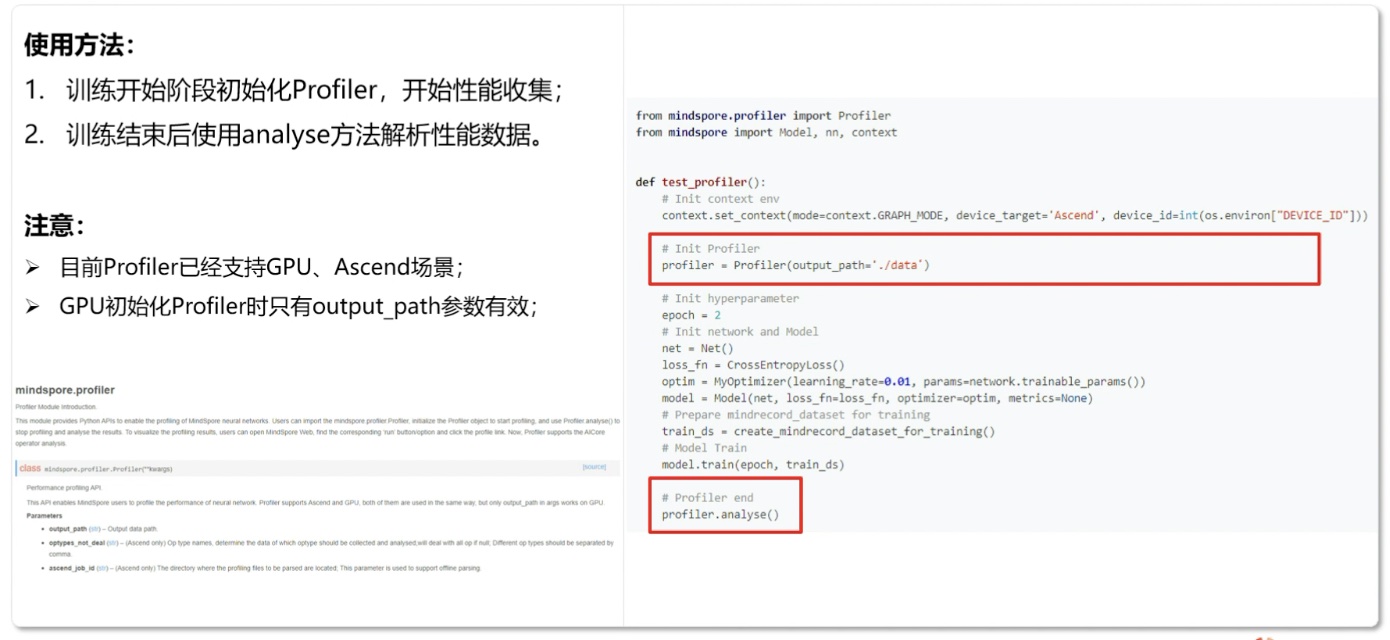 使用方法：
1. 训练开始阶段初始化Profiler，开始性能收集；
2. 训练结束后使用analyse方法解析性能数据。
注意：
➢ 目前Profiler已经支持GPU、Ascend场景；
➢ GPU初始化Profiler时只有output_path参数有效；
mindspore.profiler
Profiler Module Introduction.
This module provides Python APIs to enable the profiling of MindSpore neural networks. Users can import the mindspore.profiler.Profiler, initialize the Profiler object to start profiling, and use Profiler.analyse() to
stop profiling and analyse the results. To visualize the profiling results, users can open MindSpore Web, find the corresponding 'run' button/option and click the profile link. Now, Profiler supports the AICore
operator analysis.
class mindspore.profiler.Profiler(**kwargs) [source]
Performance profiling API.
This API enables MindSpore users to profile the performance of neural network. Profiler supports Ascend and GPU, both of them are used in the same way, but only output_path in args works on GPU.
Parameters
• output_path (str) – Output data path.
• optypes_not_deal (str) – (Ascend only) Op type names, determine the data of which optype should be collected and analysed,will deal with all op if null; Different op types should be separated by
comma.
• ascend_job_id (str) – (Ascend only) The directory where the profiling files to be parsed are located; This parameter is used to support offline parsing.
from mindspore.profiler import Profiler
from mindspore import Model, nn, context
def test_profiler():
# Init context env
context.set_context(mode=context.GRAPH_MODE, device_target='Ascend', device_id=int(os.environ["DEVICE_ID"]))
# Init Profiler
profiler = Profiler(output_path='./data')
# Init hyperparameter
epoch = 2
# Init network and Model
net = Net()
loss_fn = CrossEntropyLoss()
optim = MyOptimizer(learning_rate=0.01, params=network.trainable_params())
model = Model(net, loss_fn=loss_fn, optimizer=optim, metrics=None)
# Prepare mindrecord_dataset for training
train_ds = create_mindrecord_dataset_for_training()
# Model Train
model.train(epoch, train_ds)
# Profiler end
profiler.analyse()